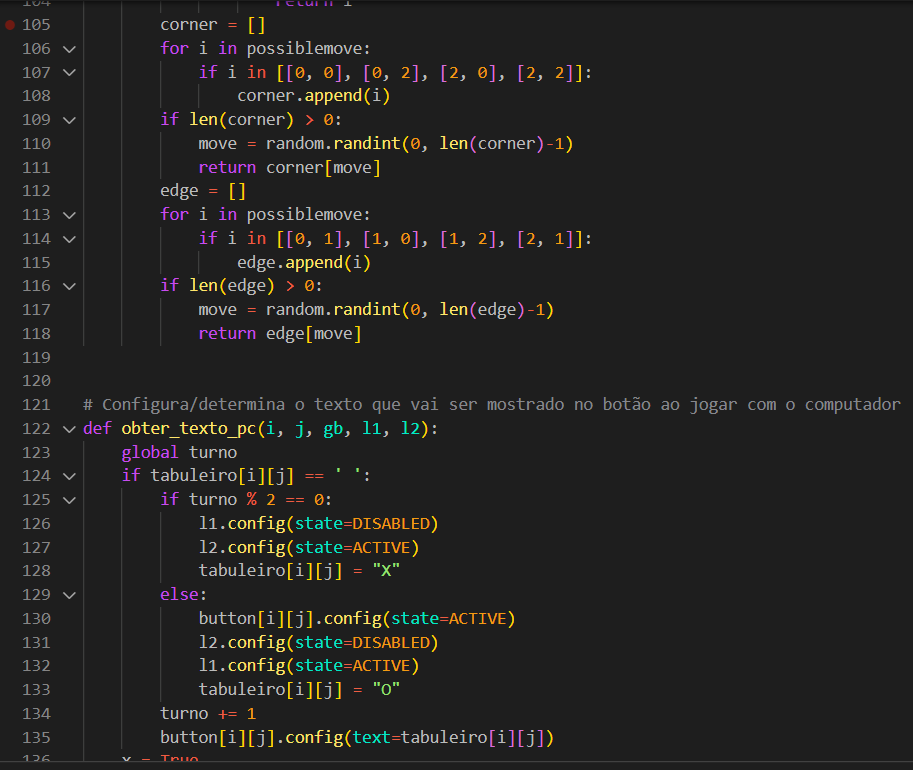 104                         return i
105             corner = []
106             for i in possiblemove:
107                 if i in [[0, 0], [0, 2], [2, 0], [2, 2]]:
108                     corner.append(i)
109             if len(corner) > 0:
110                 move = random.randint(0, len(corner)-1)
111                 return corner[move]
112             edge = []
113             for i in possiblemove:
114                 if i in [[0, 1], [1, 0], [1, 2], [2, 1]]:
115                     edge.append(i)
116             if len(edge) > 0:
117                 move = random.randint(0, len(edge)-1)
118                 return edge[move]
119
120
121     # Configura/determina o texto que vai ser mostrado no botão ao jogar com o computador
122     def obter_texto_pc(i, j, gb, l1, l2):
123         global turno
124         if tabuleiro[i][j] == ' ':
125             if turno % 2 == 0:
126                 l1.config(state=DISABLED)
127                 l2.config(state=ACTIVE)
128                 tabuleiro[i][j] = "X"
129             else:
130                 button[i][j].config(state=ACTIVE)
131                 l2.config(state=DISABLED)
132                 l1.config(state=ACTIVE)
133                 tabuleiro[i][j] = "O"
134             turno += 1
135             button[i][j].config(text=tabuleiro[i][j])
136         x = True